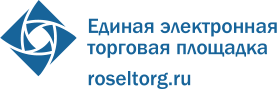 Единая электронная
торговая площадка
roseltorg.ru